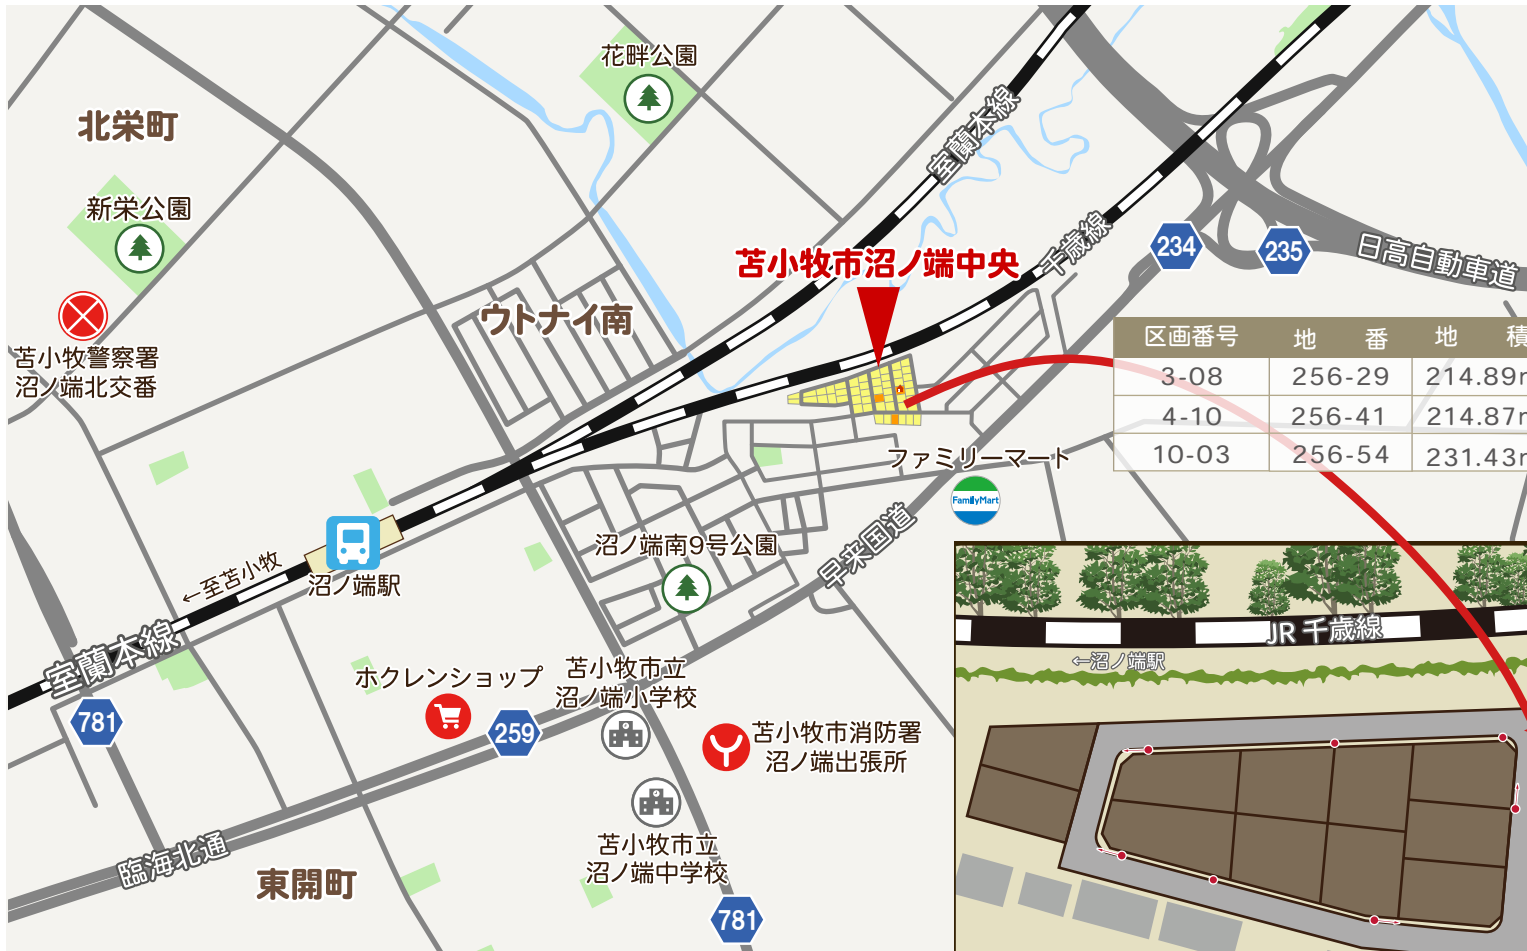 花畔公園
北栄町
新栄公園
室蘭本線
千歳線
苫小牧市沼ノ端中央
234
235
日高自動車道
ウトナイ南
苫小牧警察署
沼ノ端北交番
区画番号 地 番 地 積
3-08 256-29 214.89
4-10 256-41 214.87
10-03 256-54 231.43
ファミリーマート
FamilyMart
早来国道
沼ノ端南9号公園
沼ノ端駅
←至苫小牧
室蘭本線
781
ホクレンショップ
259
苫小牧市立
沼ノ端小学校
苫小牧市消防署
沼ノ端出張所
苫小牧市立
沼ノ端中学校
781
臨海北通
東開町
JR 千歳線
←沼ノ端駅